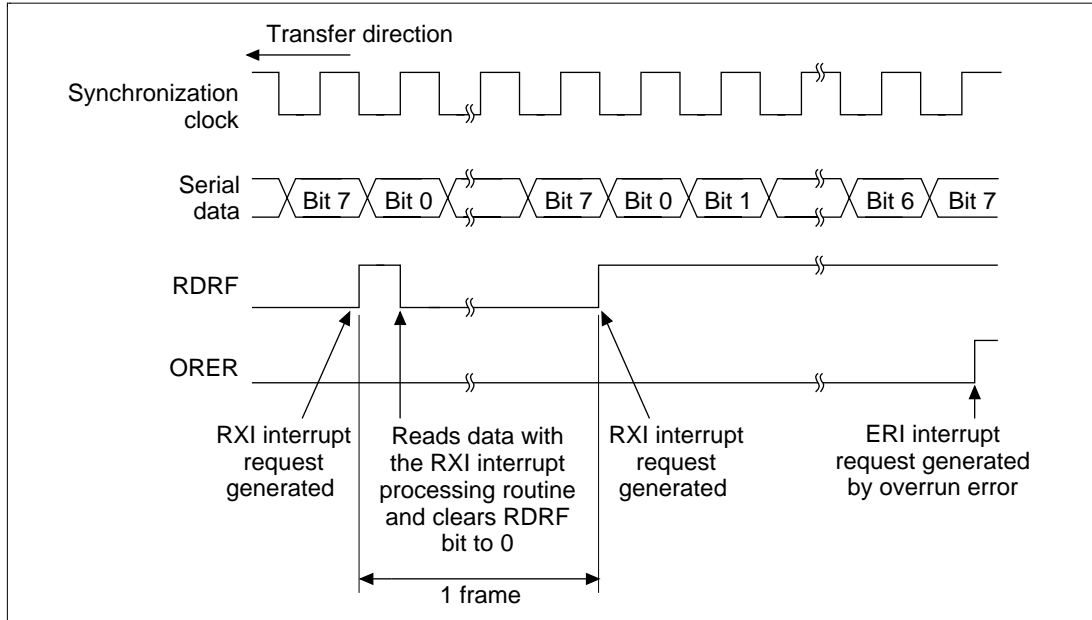 Transfer direction
Synchronization
clock
Serial
data
Bit 7
Bit 0
Bit 7
Bit 0
Bit 1
Bit 6
Bit 7
RDRF
ORER
RXI interrupt
request
generated
Reads data with
the RXI interrupt
processing routine
and clears RDRF
bit to 0
RXI interrupt
request
generated
ERI interrupt
request generated
by overrun error
1 frame